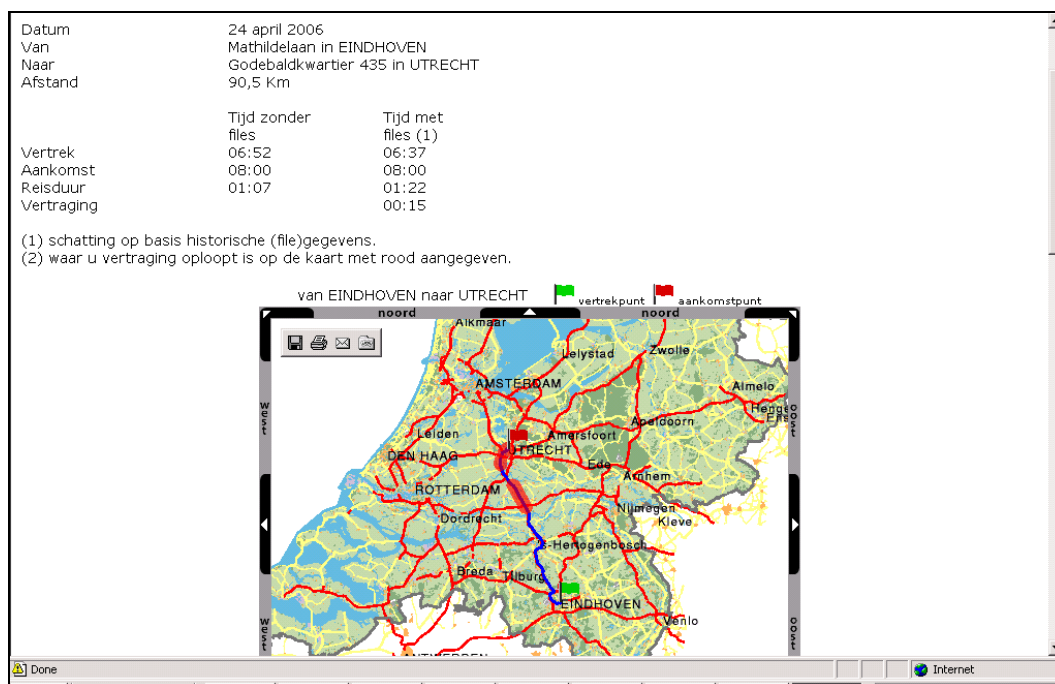 Datum 24 april 2006
Van Mathildelaan in EINDHOVEN
Naar Godebaldkwartier 435 in UTRECHT
Afstand 90,5 Km
Tijd zonder Tijd met
files files (1)
Vertrek 06:52 06:37
Aankomst 08:00 08:00
Reisduur 01:07 01:22
Vertraging 00:15
(1) schatting op basis historische (file)gegevens.
(2) waar u vertraging oploopt is op de kaart met rood aangegeven.
van EINDHOVEN naar UTRECHT vertrekpunt aankomstpunt
noord noord
Alkmaar
Lelystad Zwolle
AMSTERDAM Almelo
west oost
Henge
Apeldoorn
Leiden Amersfoort
UTRECHT
DEN HAAG Ede
Arnhem
ROTTERDAM
Nijmegen
Dordrecht Kleve
s-Hertogenbosch
Breda Tilburg
EINDHOVEN
Venlo
west oost
ANTWERPEN
Done Internet